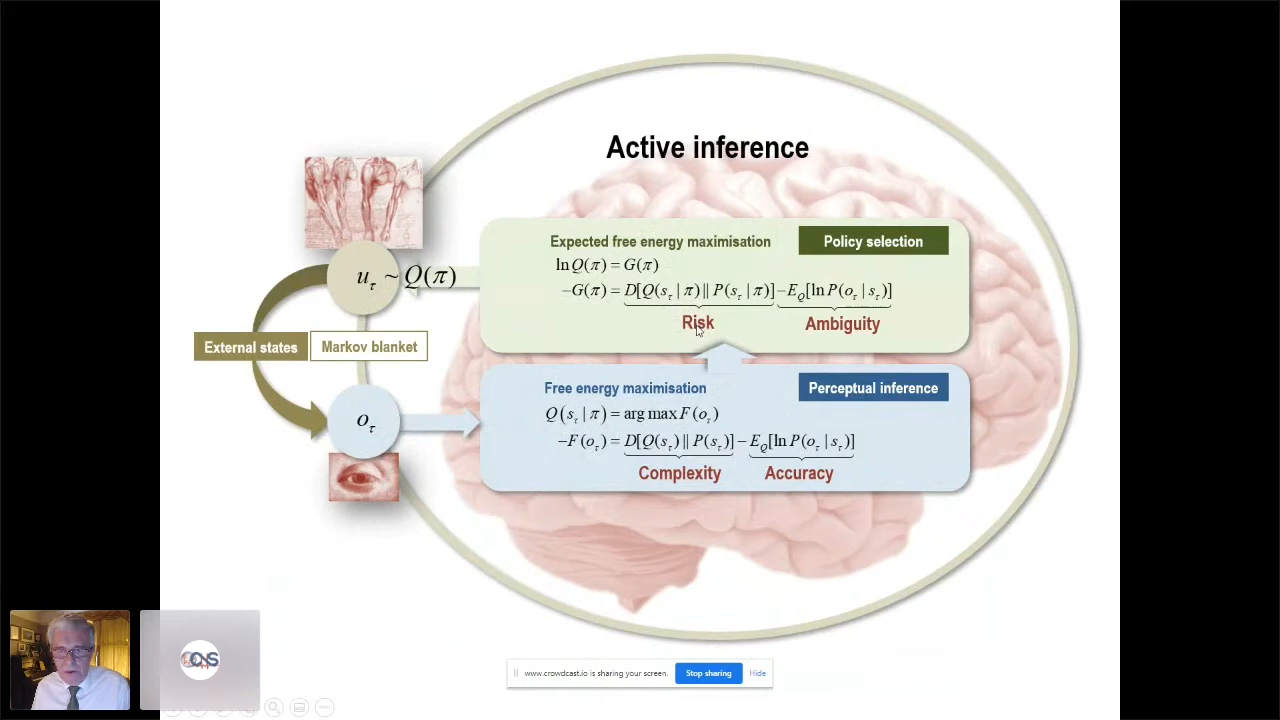 Active inference
Expected free energy maximisation
Policy selection
ln Q(π) = G(π)
−G(π) = D[Q(sτ | π) || P(sτ | π)] − EQ[ln P(oτ | sτ)]
Risk
Ambiguity
uτ ~ Q(π)
External states
Markov blanket
Free energy maximisation
Perceptual inference
Q(sτ | π) = arg max F(oτ)
−F(oτ) = D[Q(sτ) || P(sτ)] − EQ[ln P(oτ | sτ)]
Complexity
Accuracy
oτ
www.crowdcast.io is sharing your screen.
Stop sharing
Hide